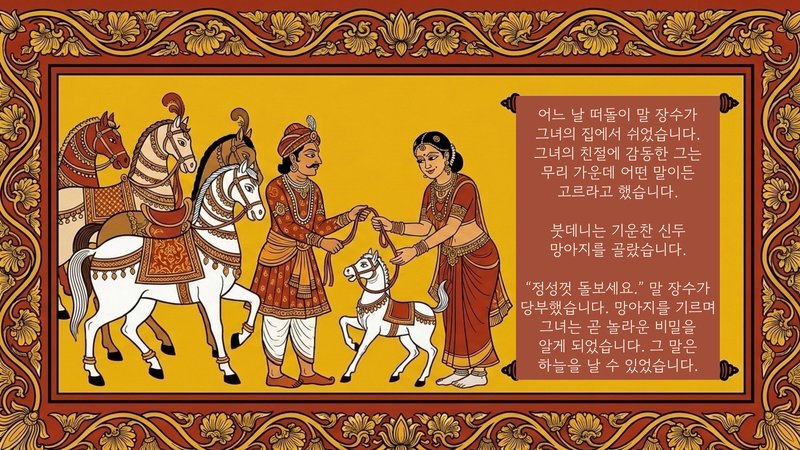 어느 날 떠돌이 말 장수가
그녀의 집에서 쉬었습니다.
그녀의 친절에 감동한 그는
무리 가운데 어떤 말이든
고르라고 했습니다.
붓데니는 기운찬 신두
망아지를 골랐습니다.
“정성껏 돌보세요.” 말 장수가
당부했습니다. 망아지를 기르며
그녀는 곧 놀라운 비밀을
알게 되었습니다. 그 말은
하늘을 날 수 있었습니다.